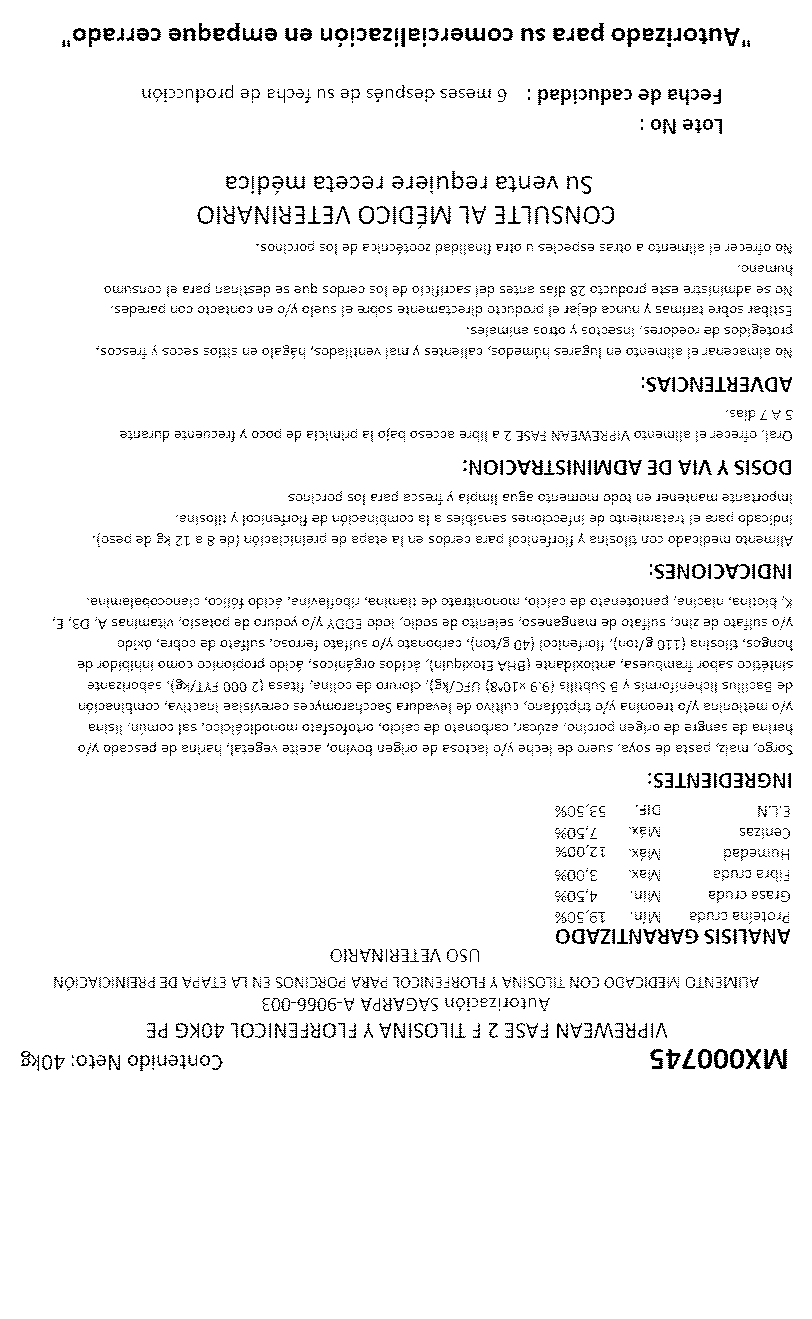 MX000745 Contenido Neto: 40kg
VIPREWEAN FASE 2 F TILOSINA Y FLORFENICOL 40KG PE
Autorización SAGARPA A-9066-003
ALIMENTO MEDICADO CON TILOSINA Y FLORFENICOL PARA PORCINOS EN LA ETAPA DE PREINICIACIÓN
USO VETERINARIO
ANALISIS GARANTIZADO
Proteína cruda Mín. 19,50%
Grasa cruda Mín. 4,50%
Fibra cruda Max. 3,00%
Humedad Máx. 12,00%
Cenizas Máx. 7,50%
E.L.N DIF. 53,50%
INGREDIENTES:
Sorgo, maíz, pasta de soya, suero de leche y/o lactosa de origen bovino, aceite vegetal, harina de pescado y/o
harina de sangre de origen porcino, azúcar, carbonato de calcio, ortofosfato monodicálcico, sal común, lisina
y/o metionina y/o treonina y/o triptófano, cultivo de levadura Saccharomyces cerevisiae inactiva, combinación
de Bacillus licheniformis y B Subtilis (9.9 x10^8) UFC/kg), cloruro de colina, fitasa (2 000 FYT/kg), saborizante
sintético sabor frambuesa, antioxidante (BHA Etoxiquin), ácidos orgánicos, ácido propiónico como inhibidor de
hongos, tilosina (110 g/ton), florfenicol (40 g/ton), carbonato y/o sulfato ferroso, sulfato de cobre, óxido
y/o sulfato de zinc, sulfato de manganeso, selenito de sodio, iodo EDDY y/o yoduro de potasio, vitaminas A, D3, E,
K, biotina, niacina, pantotenato de calcio, mononitrato de tiamina, riboflavina, ácido fólico, cianocobalamina.
INDICACIONES:
Alimento medicado con tilosina y florfenicol para cerdos en la etapa de preiniciación (de 8 a 12 kg de peso).
Indicado para el tratamiento de infecciones sensibles a la combinación de florfenicol y tilosina.
Importante mantener en todo momento agua limpia y fresca para los porcinos
DOSIS Y VIA DE ADMINISTRACION:
Oral, ofrecer el alimento VIPREWEAN FASE 2 a libre acceso bajo la primicia de poco y frecuente durante
5 A 7 días.
ADVERTENCIAS:
No almacenar el alimento en lugares húmedos, calientes y mal ventilados, hágalo en sitios secos y frescos,
protegidos de roedores, insectos y otros animales.
Estibar sobre tarimas y nunca dejar el producto directamente sobre el suelo y/o en contacto con paredes.
No se administre este producto 28 días antes del sacrificio de los cerdos que se destinan para el consumo
humano.
No ofrecer el alimento a otras especies u otra finalidad zootécnica de los porcinos.
CONSULTE AL MÉDICO VETERINARIO
Su venta requiere receta médica
Lote No :
Fecha de caducidad : 6 meses después de su fecha de producción
"Autorizado para su comercialización en empaque cerrado"